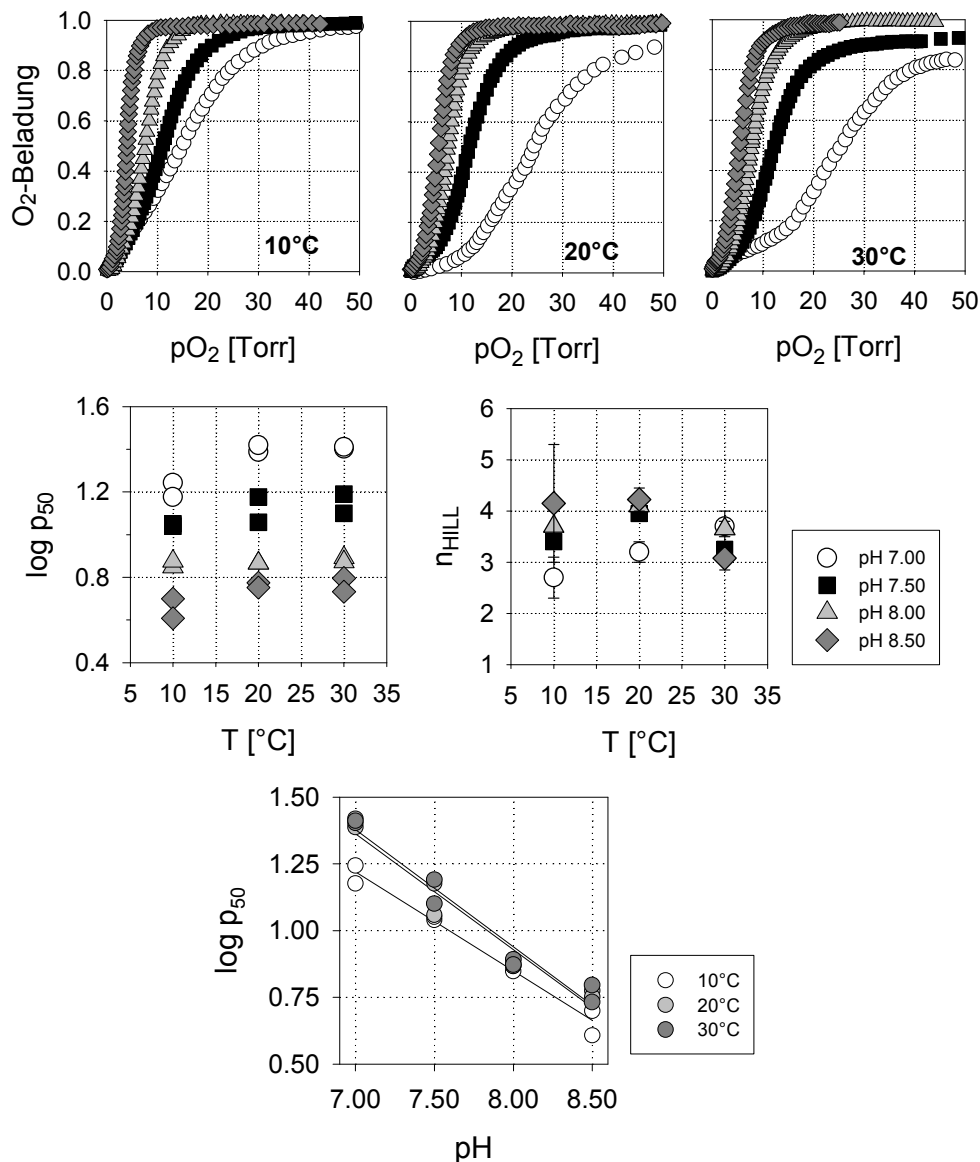 O2-Beladung
1.0
0.8
0.6
0.4
0.2
0.0
10°C
20°C
30°C
0 10 20 30 40 50
0 10 20 30 40 50
0 10 20 30 40 50
pO2 [Torr]
pO2 [Torr]
pO2 [Torr]
log p50
1.6
1.2
0.8
0.4
5 10 15 20 25 30 35
T [°C]
nHILL
6
5
4
3
2
1
5 10 15 20 25 30 35
T [°C]
pH 7.00
pH 7.50
pH 8.00
pH 8.50
log p50
1.50
1.25
1.00
0.75
0.50
7.00 7.50 8.00 8.50
pH
10°C
20°C
30°C